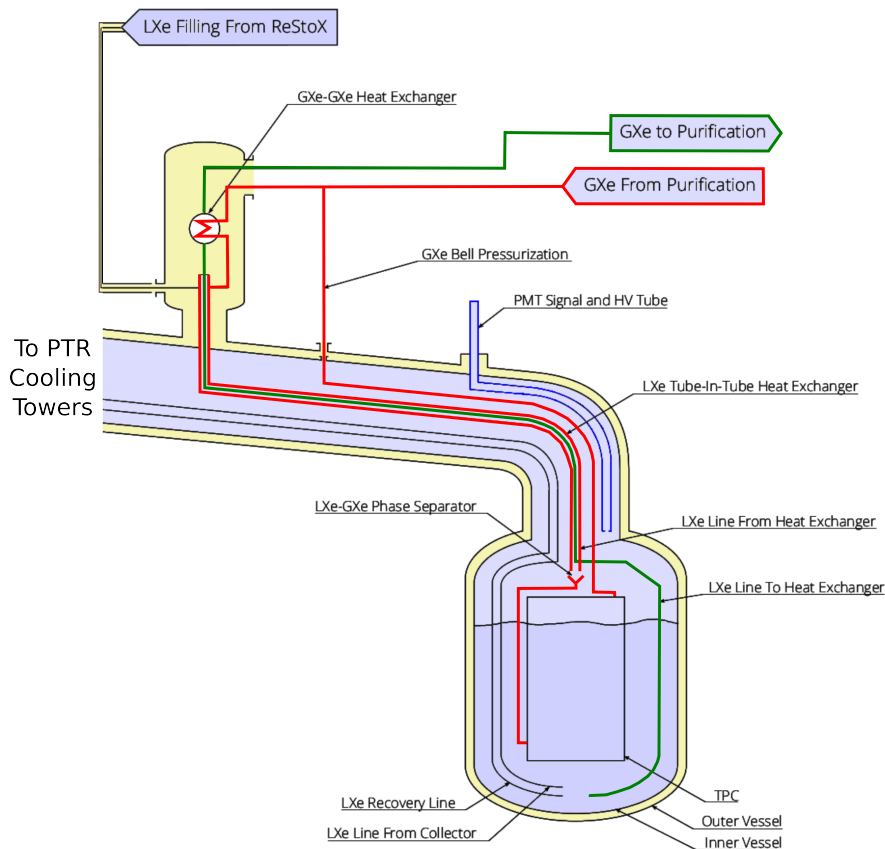 LXe Filling From ReStoX
GXe-GXe Heat Exchanger
GXe to Purification
GXe From Purification
GXe Bell Pressurization
PMT Signal and HV Tube
To PTR
Cooling
Towers
LXe Tube-In-Tube Heat Exchanger
LXe-GXe Phase Separator
LXe Line From Heat Exchanger
LXe Line To Heat Exchanger
TPC
LXe Recovery Line
Outer Vessel
LXe Line From Collector
Inner Vessel